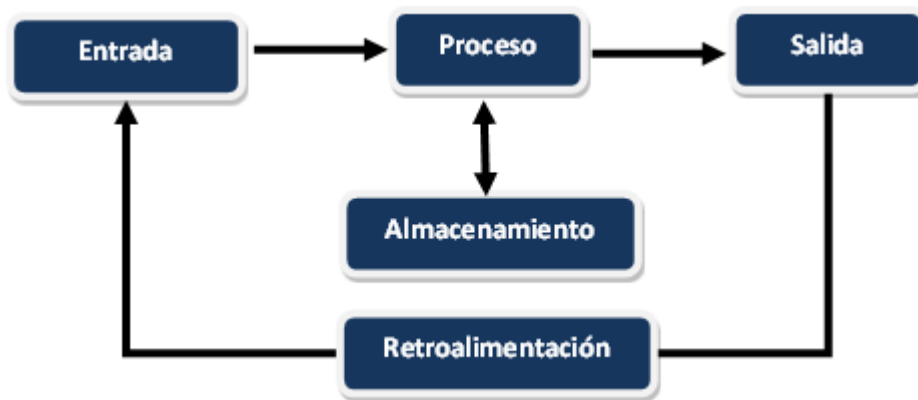 Entrada
Proceso
Salida
Almacenamiento
Retroalimentación